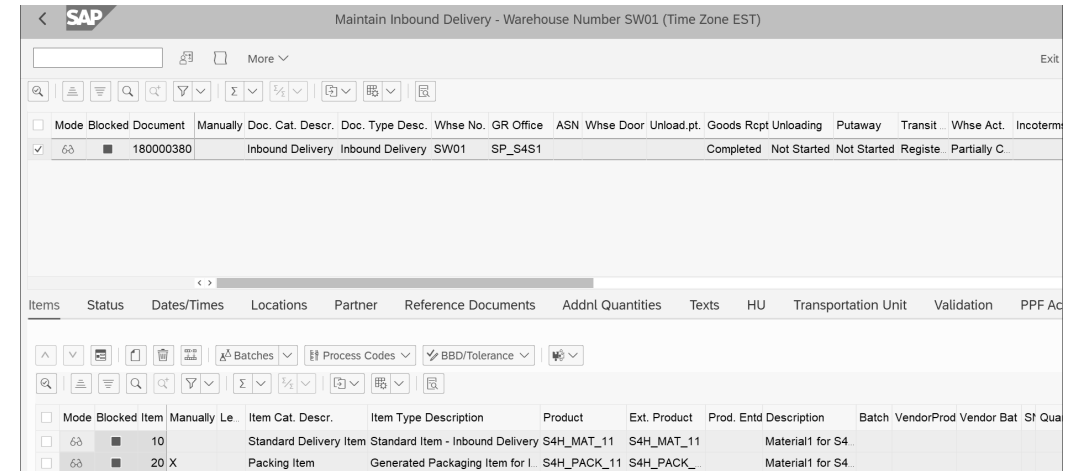 SAP Maintain Inbound Delivery - Warehouse Number SW01 (Time Zone EST)
More Exit
Mode Blocked Document Manually Doc. Cat. Descr. Doc. Type Desc. Whse No. GR Office ASN Whse Door Unload.pt. Goods Rcpt Unloading Putaway Transit ... Whse Act. Incoterms
180000380 Inbound Delivery Inbound Delivery SW01 SP_S4S1 Completed Not Started Not Started Registe... Partially C...
Items Status Dates/Times Locations Partner Reference Documents Addnl Quantities Texts HU Transportation Unit Validation PPF Ac
Batches Process Codes BBD/Tolerance
Mode Blocked Item Manually Le... Item Cat. Descr. Item Type Description Product Ext. Product Prod. Entd Description Batch VendorProd Vendor Bat SN Quan
10 Standard Delivery Item Standard Item - Inbound Delivery S4H_MAT_11 S4H_MAT_11 Material1 for S4...
20 X Packing Item Generated Packaging Item for I... S4H_PACK_11 S4H_PACK_... Material1 for S4...